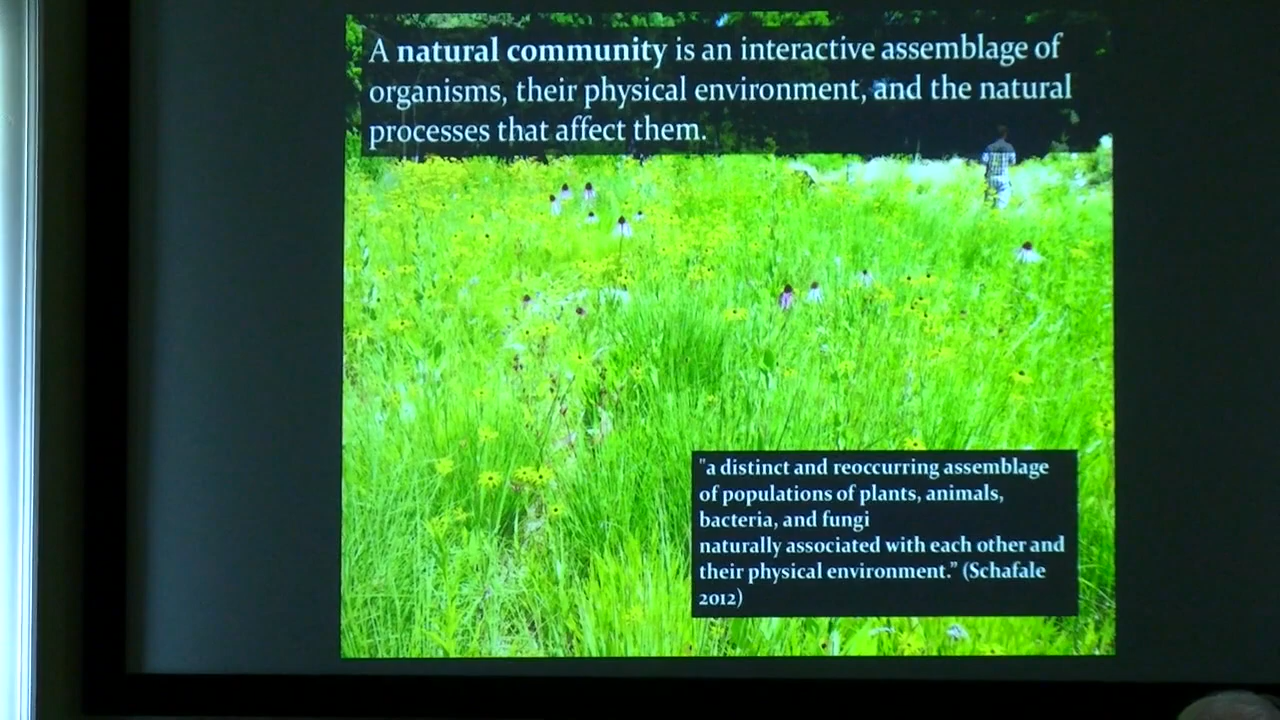 A natural community is an interactive assemblage of
organisms, their physical environment, and the natural
processes that affect them.
"a distinct and reoccurring assemblage
of populations of plants, animals,
bacteria, and fungi
naturally associated with each other and
their physical environment.” (Schafale
2012)